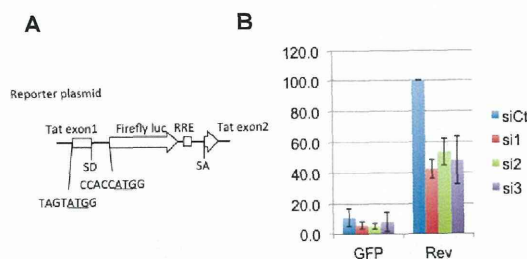 A
B
Reporter plasmid
Tat exon1
Firefly luc
RRE
Tat exon2
SD
SA
CCACCATGG
TAGTATGG
120.0
100.0
80.0
60.0
40.0
20.0
0.0
GFP
Rev
siCt
si1
si2
si3